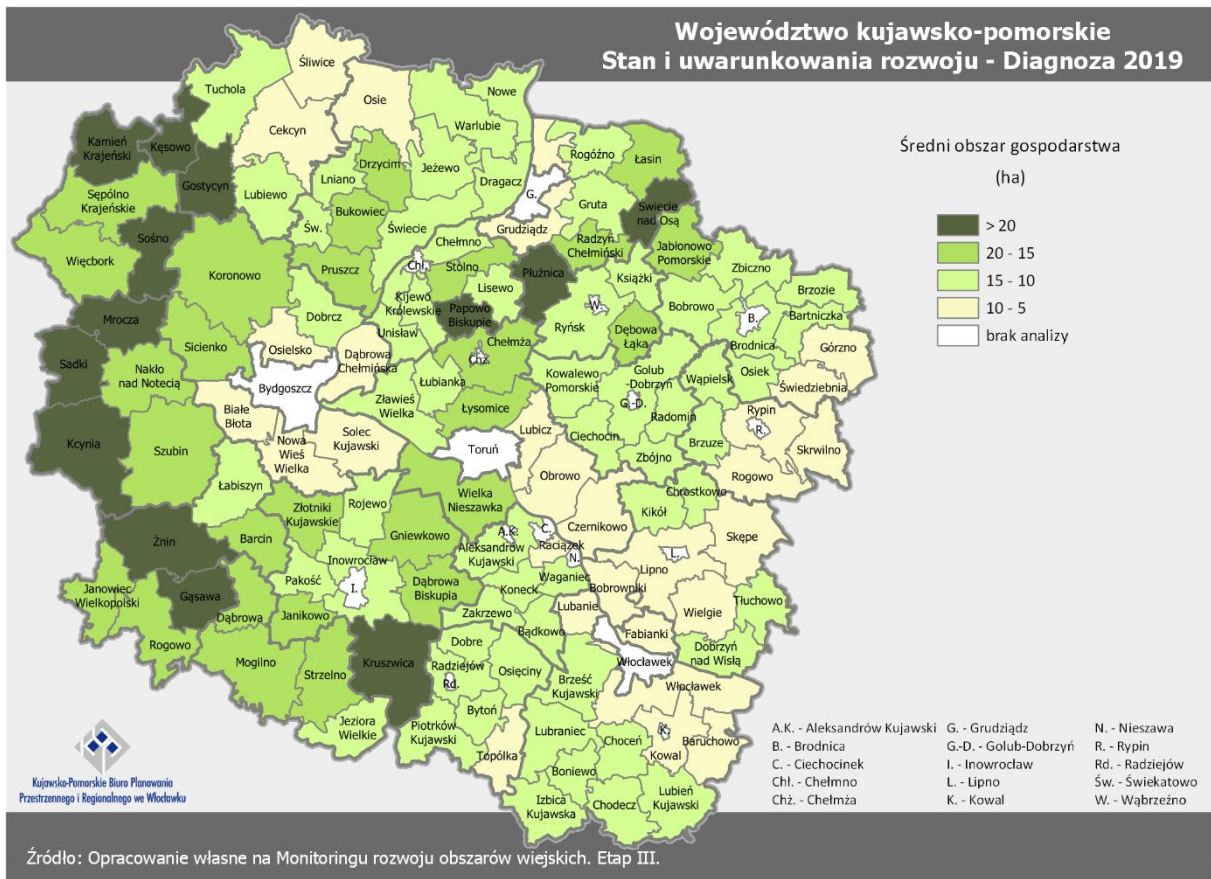 Województwo kujawsko-pomorskie
Stan i uwarunkowania rozwoju - Diagnoza 2019
Średni obszar gospodarstwa
(ha)
> 20
20 - 15
15 - 10
10 - 5
brak analizy
Śliwice
Tuchola
Nowe
Osie
Cekcyn
Warlubie
Kamień
Krajeński
Kęsowo
Rogóźno
Łasin
Drzycim
Jeżewo
Lniano
Dragacz
Gostycyn
Lubiewo
G.
Sępólno
Krajeńskie
Gruta
Świecie
nad Osą
Bukowiec
Św.
Świecie
Grudziądz
Sośno
Chełmno
Radzyń
Chełmiński
Jabłonowo
Pomorskie
Więcbork
Koronowo
Pruszcz
Chł.
Stolno
Płużnica
Książki
Zbiczno
Lisewo
Kijewo
Królewskie
W.
Bobrowo
Brzozie
Mrocza
Dobrcz
Papowo
Biskupie
Ryńsk
B.
Bartniczka
Unisław
Dębowa
Łąka
Brodnica
Sicienko
Osielsko
Chełmża
Górzno
Sadki
Dąbrowa
Chełmińska
Chż.
Nakło
nad Notecią
Golub
-Dobrzyń
Wąpielsk
Osiek
Bydgoszcz
Łubianka
Kowalewo
Pomorskie
Świedziebnia
Zławieś
Wielka
G.-D.
Łysomice
Radomin
Rypin
Białe
Błota
R.
Kcynia
Szubin
Nowa
Wieś
Wielka
Solec
Kujawski
Lubicz
Ciechocin
Brzuze
Toruń
Skrwilno
Zbójno
Obrowo
Rogowo
Łabiszyn
Wielka
Nieszawka
Chrostkowo
Złotniki
Kujawskie
Rojewo
Kikół
Czernikowo
A.K.
C.
Żnin
Barcin
Gniewkowo
Raciążek
Skępe
Aleksandrów
Kujawski
N.
L.
Inowrocław
Lipno
Janowiec
Wielkopolski
Pakość
I.
Waganiec
Bobrowniki
Gąsawa
Dąbrowa
Biskupia
Koneck
Wielgie
Tłuchowo
Dąbrowa
Janikowo
Zakrzewo
Lubanie
Rogowo
Bądkowo
Fabianki
Dobre
Dobrzyń
nad Wisłą
Mogilno
Kruszwica
Włocławek
Strzelno
Radziejów
Osięciny
Rd.
Brześć
Kujawski
Włocławek
Bytoń
Jeziora
Wielkie
Piotrków
Kujawski
Lubraniec
K.
Topólka
Choceń
Kowal
Baruchowo
Boniewo
Izbica
Kujawska
Chodecz
Lubień
Kujawski
A.K. - Aleksandrów Kujawski
B. - Brodnica
C. - Ciechocinek
Chł. - Chełmno
Chż. - Chełmża
G. - Grudziądz
G.-D. - Golub-Dobrzyń
I. - Inowrocław
L. - Lipno
K. - Kowal
N. - Nieszawa
R. - Rypin
Rd. - Radziejów
Św. - Świekatowo
W. - Wąbrzeźno
Kujawsko-Pomorskie Biuro Planowania
Przestrzennego i Regionalnego we Włocławku
Źródło: Opracowanie własne na Monitoringu rozwoju obszarów wiejskich. Etap III.